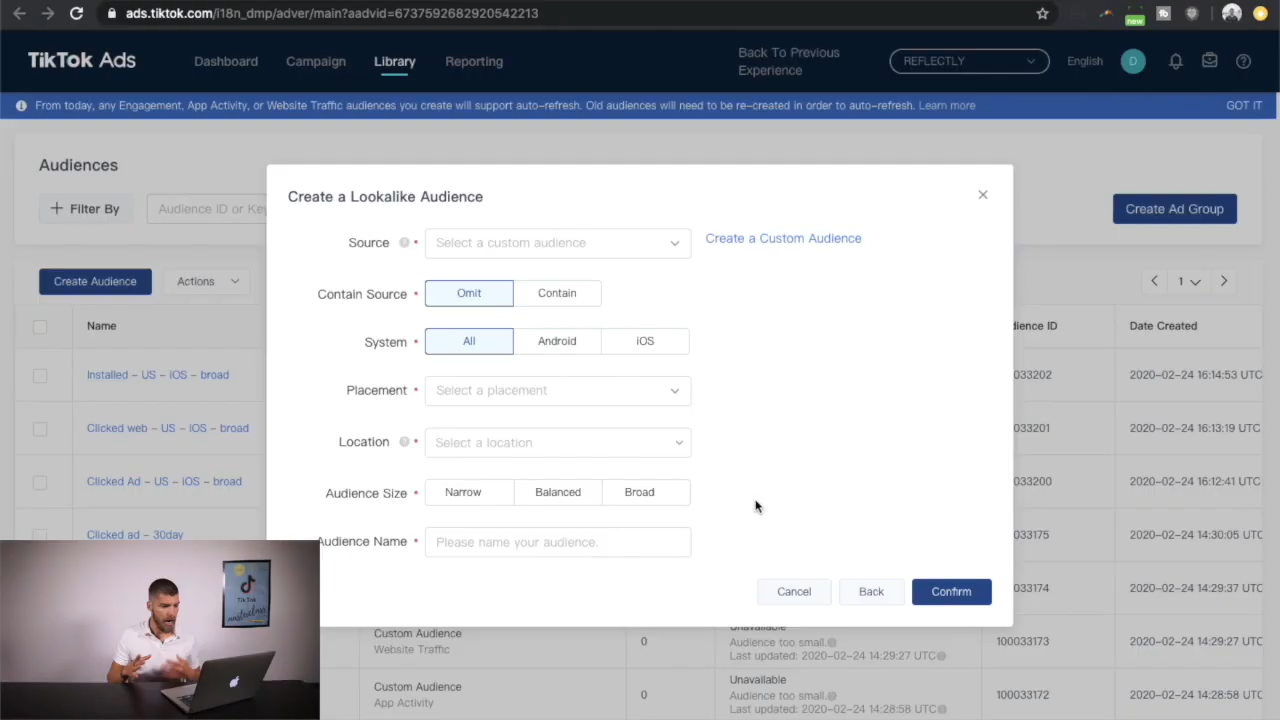 ads.tiktok.com/i18n_dmp/adver/main?aadvid=6737592682920542213
new
TikTok Ads
Dashboard
Campaign
Library
Reporting
Back To Previous
Experience
REFLECTLY
English
D
From today, any Engagement, App Activity, or Website Traffic audiences you create will support auto-refresh. Old audiences will need to be re-created in order to auto-refresh. Learn more
GOT IT
Audiences
+ Filter By
Audience ID or Key
Create Ad Group
Create a Lookalike Audience
Source
Select a custom audience
Create a Custom Audience
Contain Source
Omit
Contain
System
All
Android
iOS
Placement
Select a placement
Location
Select a location
Audience Size
Narrow
Balanced
Broad
Audience Name
Please name your audience.
Cancel
Back
Confirm
Create Audience
Actions
1
Name
dience ID
Date Created
Installed - US - iOS - broad
033202
2020-02-24 16:14:53 UTC
Clicked web - US - iOS - broad
033201
2020-02-24 16:13:19 UTC
Clicked Ad - US - iOS - broad
033200
2020-02-24 16:12:41 UTC
Clicked ad - 30day
033175
2020-02-24 14:30:05 UTC
033174
2020-02-24 14:29:37 UTC
Custom Audience
Website Traffic
0
Unavailable
Audience too small.
Last updated: 2020-02-24 14:29:27 UTC
100033173
2020-02-24 14:29:27 UTC
Custom Audience
App Activity
0
Unavailable
Audience too small.
Last updated: 2020-02-24 14:28:58 UTC
100033172
2020-02-24 14:28:58 UTC
Tik Tok